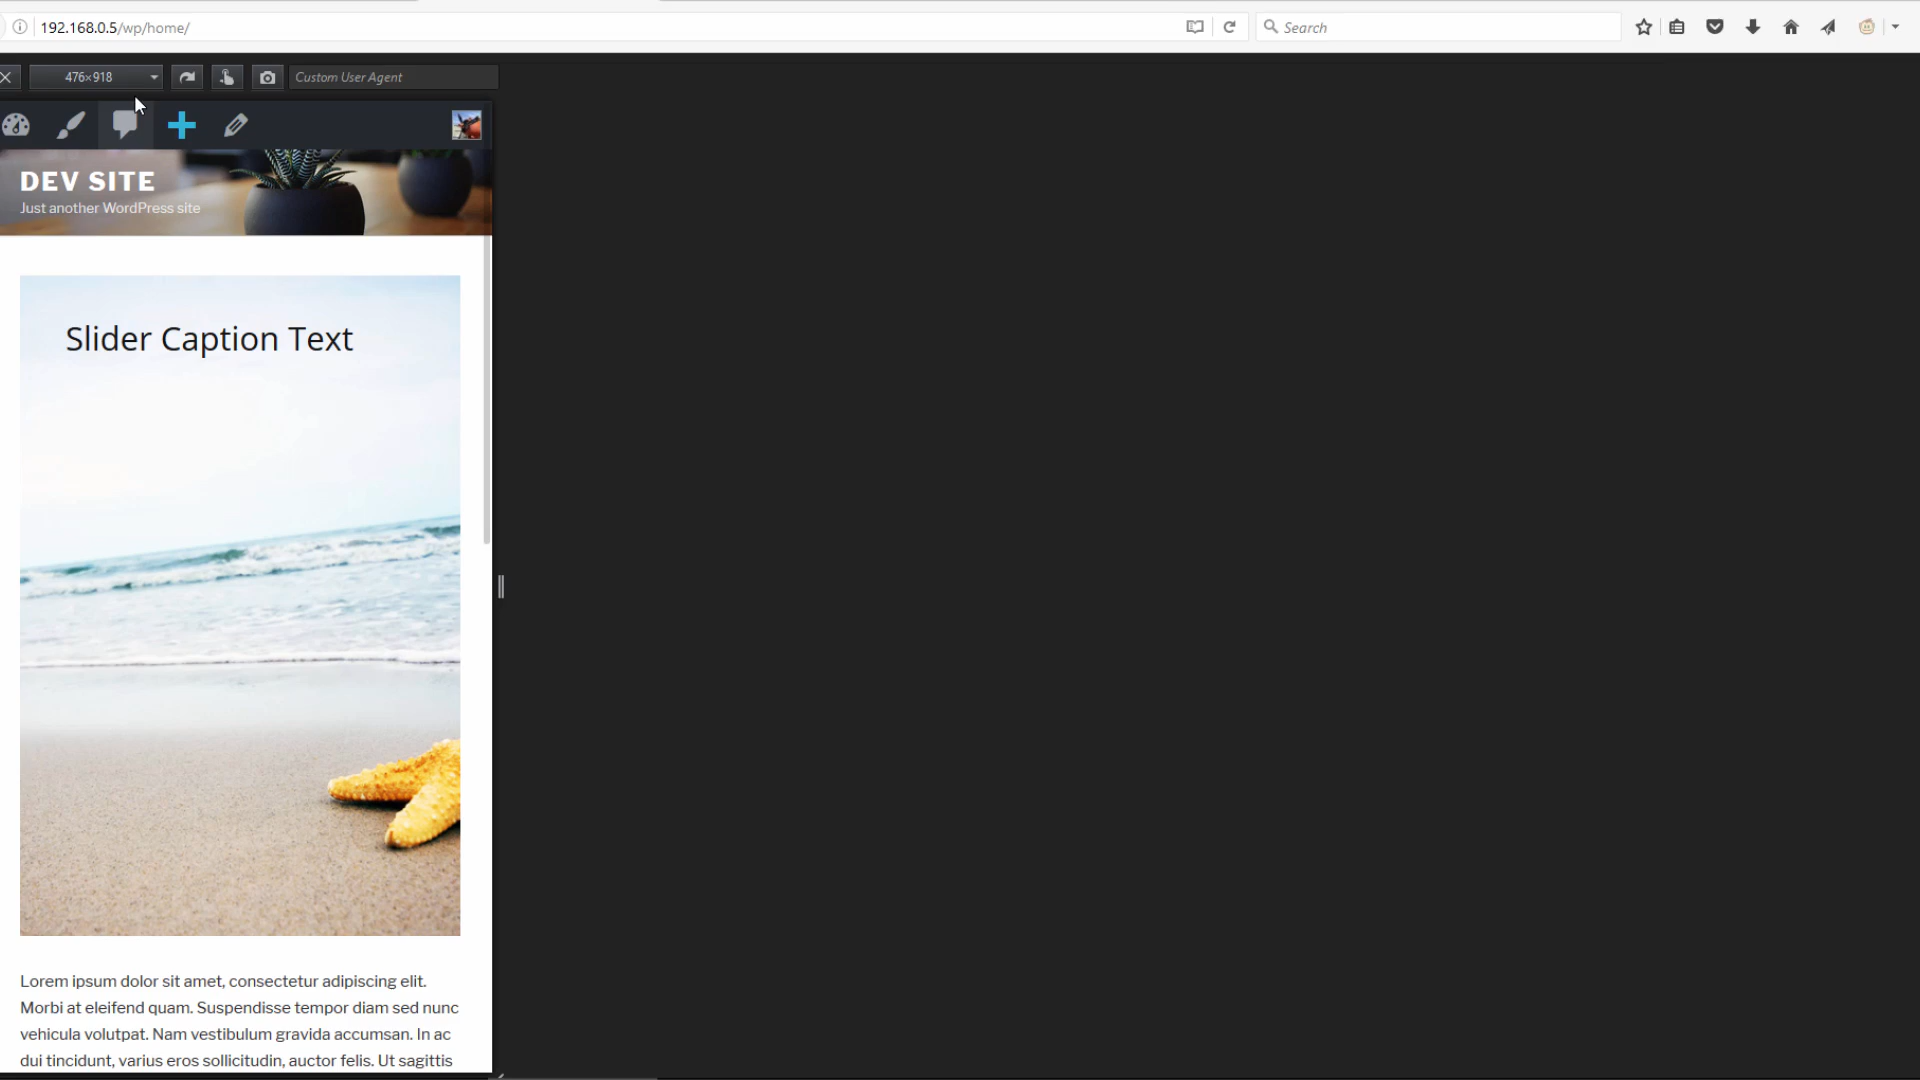 192.168.0.5/wp/home/
Search
476×918
Custom User Agent
DEV SITE
Just another WordPress site
Slider Caption Text
Lorem ipsum dolor sit amet, consectetur adipiscing elit.
Morbi at eleifend quam. Suspendisse tempor diam sed nunc
vehicula volutpat. Nam vestibulum gravida accumsan. In ac
dui tincidunt, varius eros sollicitudin, auctor felis. Ut sagittis